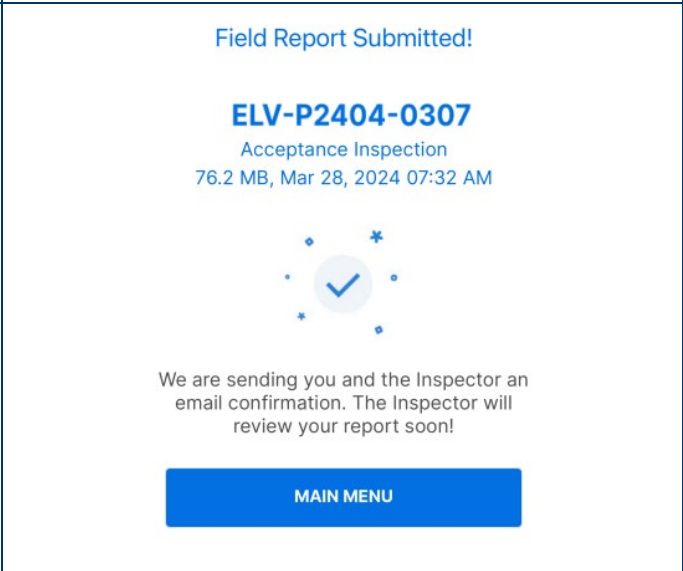 Field Report Submitted!
ELV-P2404-0307
Acceptance Inspection
76.2 MB, Mar 28, 2024 07:32 AM
We are sending you and the Inspector an
email confirmation. The Inspector will
review your report soon!
MAIN MENU